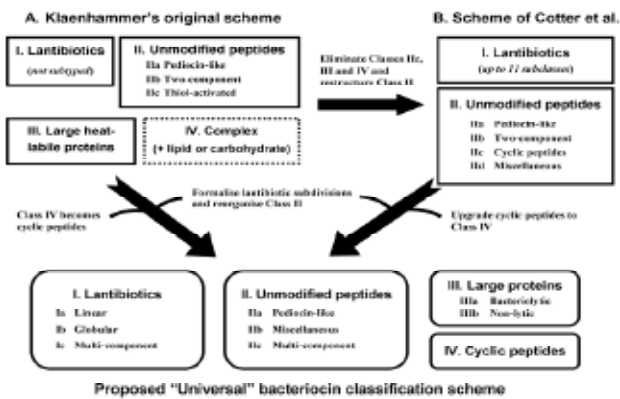 A. Klaenhammer's original scheme
B. Scheme of Cotter et al.
I. Lantibiotics
(not subtyped)
II. Unmodified peptides
IIa Pediocin-like
IIb Two-component
IIc Thiol-activated
III. Large heat-
labile proteins
IV. Complex
(+ lipid or carbohydrate)
Eliminate Classes IIc,
III and IV and
restructure Class II
I. Lantibiotics
(up to 11 subclasses)
II. Unmodified peptides
IIa Pediocin-like
IIb Two-component
IIc Cyclic peptides
IId Miscellaneous
Class IV becomes
cyclic peptides
Formalise lantibiotic subdivisions
and reorganise Class II
Upgrade cyclic peptides to
Class IV
I. Lantibiotics
Ia Linear
Ib Globular
Ic Multi-component
II. Unmodified peptides
IIa Pediocin-like
IIb Miscellaneous
IIc Multi-component
III. Large proteins
IIIa Bacteriolytic
IIIb Non-lytic
IV. Cyclic peptides
Proposed "Universal" bacteriocin classification scheme